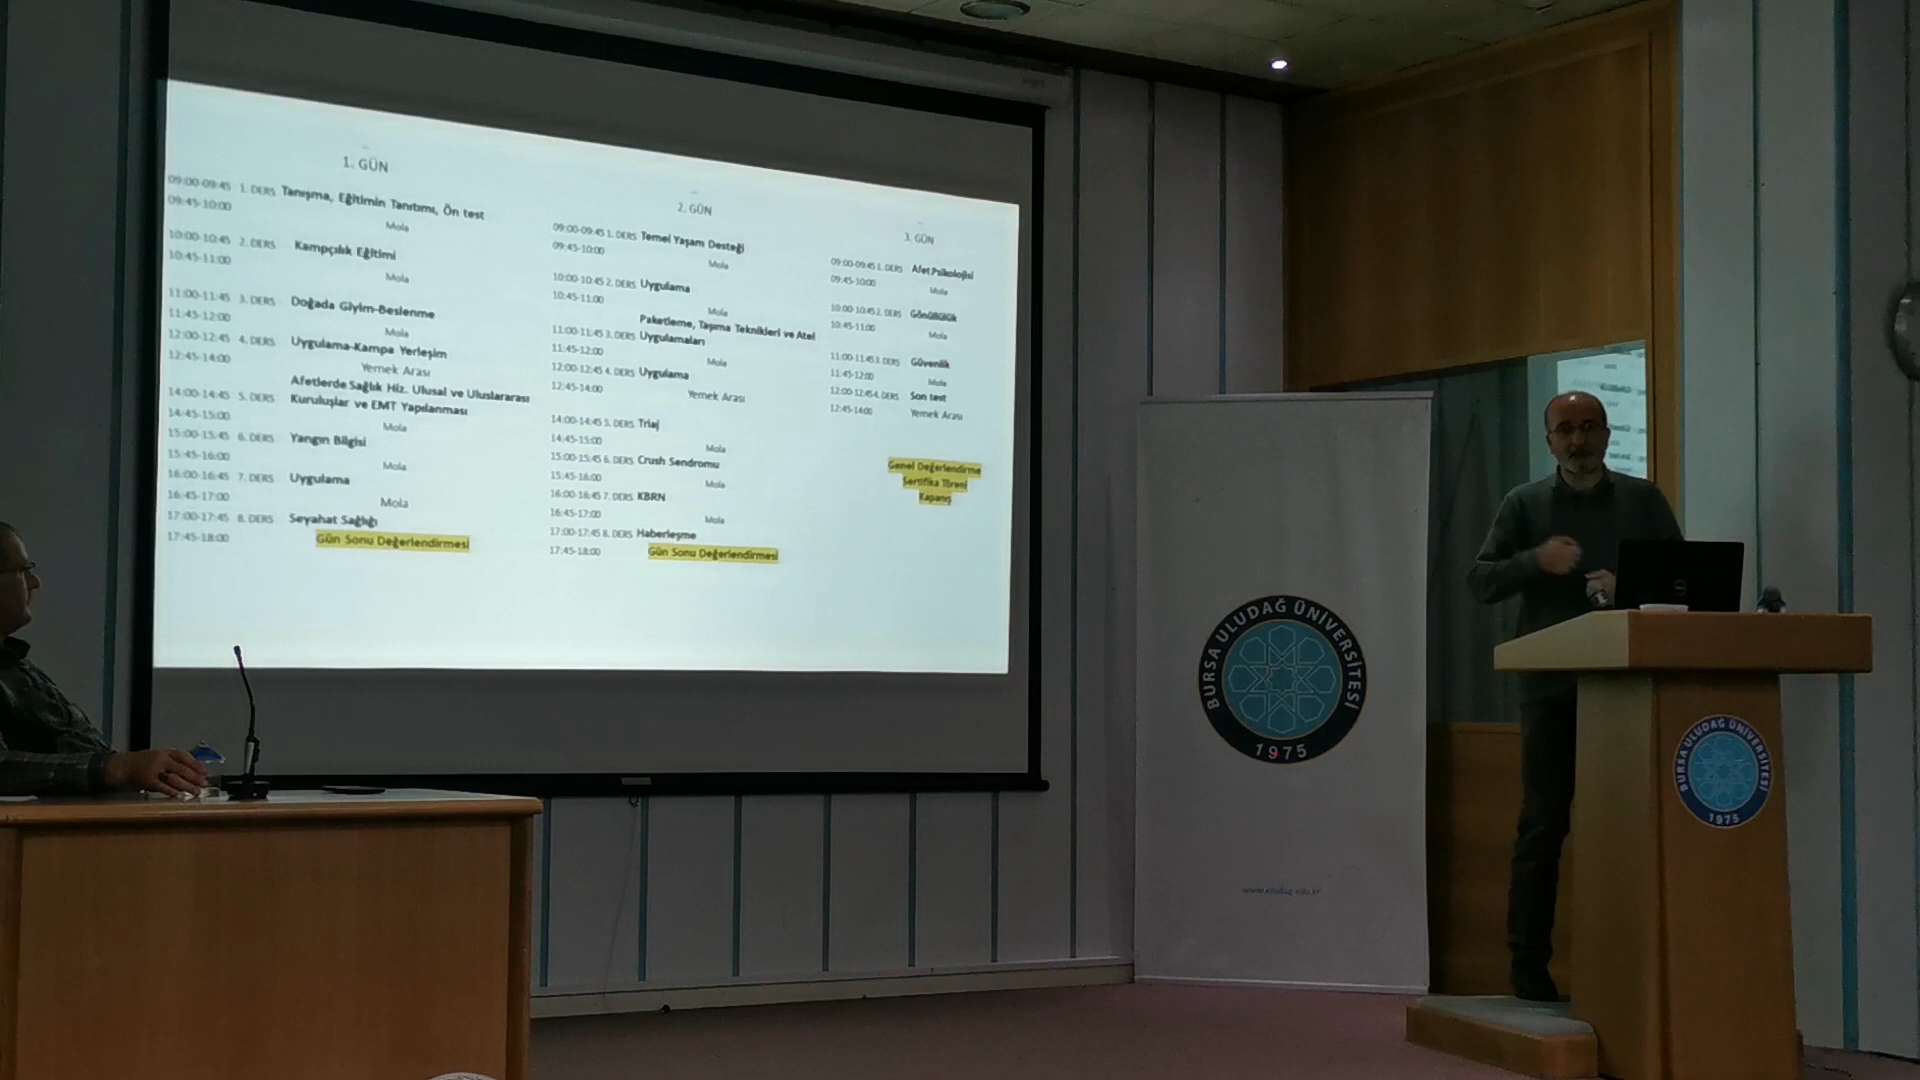 1. GÜN
09:00-09:45 1. DERS Tanışma, Eğitimin Tanıtımı, Ön test
09:45-10:00 Mola
10:00-10:45 2. DERS Kampçılık Eğitimi
10:45-11:00 Mola
11:00-11:45 3. DERS Doğada Giyim-Beslenme
11:45-12:00 Mola
12:00-12:45 4. DERS Uygulama-Kampa Yerleşim
12:45-14:00 Yemek Arası
Afetlerde Sağlık Hiz. Ulusal ve Uluslararası
14:00-14:45 5. DERS Kuruluşlar ve EMT Yapılanması
14:45-15:00 Mola
15:00-15:45 6. DERS Yangın Bilgisi
15:45-16:00 Mola
16:00-16:45 7. DERS Uygulama
16:45-17:00 Mola
17:00-17:45 8. DERS Seyahat Sağlığı
17:45-18:00 Gün Sonu Değerlendirmesi
2. GÜN
09:00-09:45 1. DERS Temel Yaşam Desteği
09:45-10:00 Mola
10:00-10:45 2. DERS Uygulama
10:45-11:00 Mola
Paketleme, Taşıma Teknikleri ve Atel
11:00-11:45 3. DERS Uygulamaları
11:45-12:00 Mola
12:00-12:45 4. DERS Uygulama
12:45-14:00 Yemek Arası
14:00-14:45 5. DERS Triaj
14:45-15:00 Mola
15:00-15:45 6. DERS Crush Sendromu
15:45-16:00 Mola
16:00-16:45 7. DERS KBRN
16:45-17:00 Mola
17:00-17:45 8. DERS Haberleşme
17:45-18:00 Gün Sonu Değerlendirmesi
3. GÜN
09:00-09:45 1. DERS Afet Psikolojisi
09:45-10:00 Mola
10:00-10:45 2. DERS Gönüllülük
10:45-11:00 Mola
11:00-11:45 3. DERS Güvenlik
11:45-12:00 Mola
12:00-12:45 4. DERS Son test
12:45-14:00 Yemek Arası
Genel Değerlendirme
Sertifika Töreni
Kapanış
BURSA ULUDAĞ ÜNİVERSİTESİ
1975
www.uludag.edu.tr
BURSA ULUDAĞ ÜNİVERSİTESİ
1975